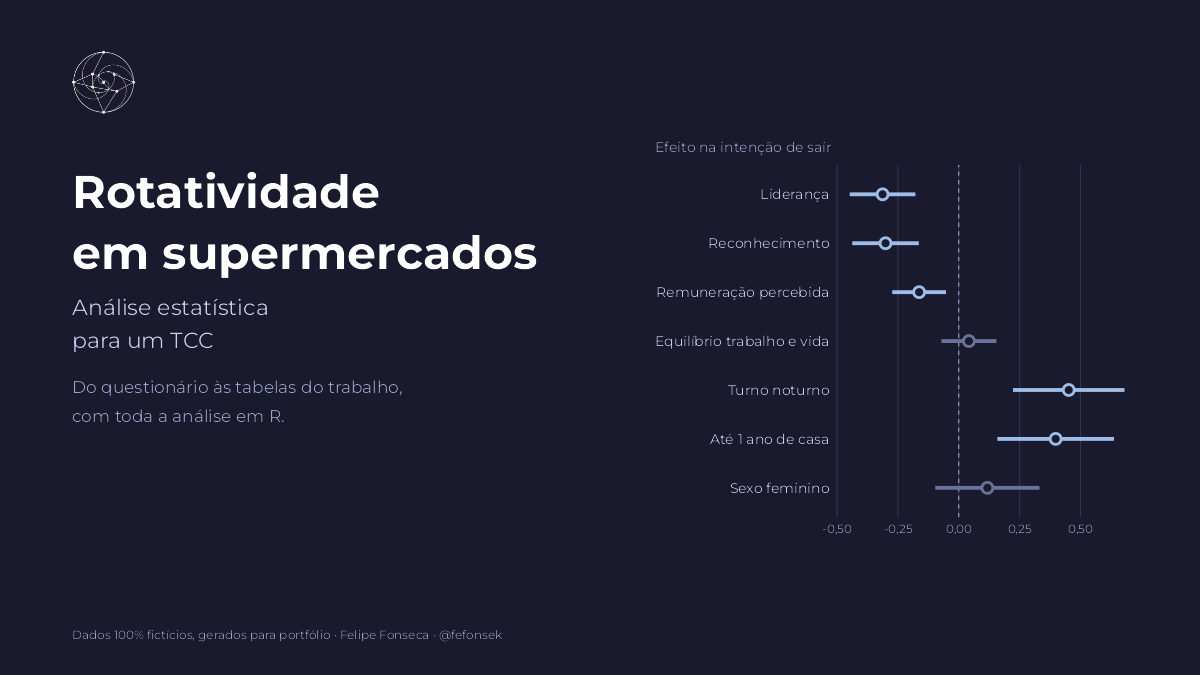 Rotatividade
em supermercados
Análise estatística
para um TCC
Do questionário às tabelas do trabalho,
com toda a análise em R.
Efeito na intenção de sair
Liderança
Reconhecimento
Remuneração percebida
Equilíbrio trabalho e vida
Turno noturno
Até 1 ano de casa
Sexo feminino
-0,50 -0,25 0,00 0,25 0,50
Dados 100% fictícios, gerados para portfólio · Felipe Fonseca · @fefonsek